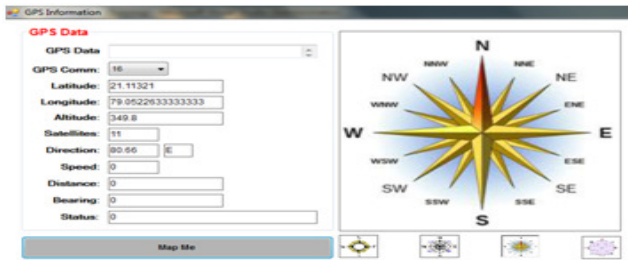 GPS Information
GPS Data
GPS Data
GPS Comm: 16
Latitude: 21.11321
Longitude: 79.0522633333333
Altitude: 349.8
Satellites: 11
Direction: 80.56 E
Speed: 0
Distance: 0
Bearing: 0
Status: 0
Map Me
N
NNW NNE
NW NE
WNW ENE
W E
WSW ESE
SW SE
SSW SSE
S